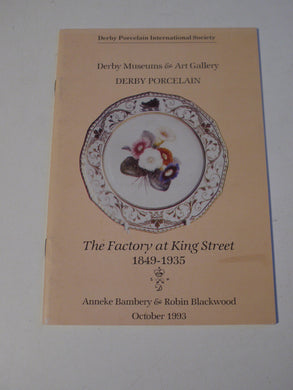 Derby Porcelain International Society
Derby Museums & Art Gallery
DERBY PORCELAIN
The Factory at King Street
1849-1935
Anneke Bambery & Robin Blackwood
October 1993